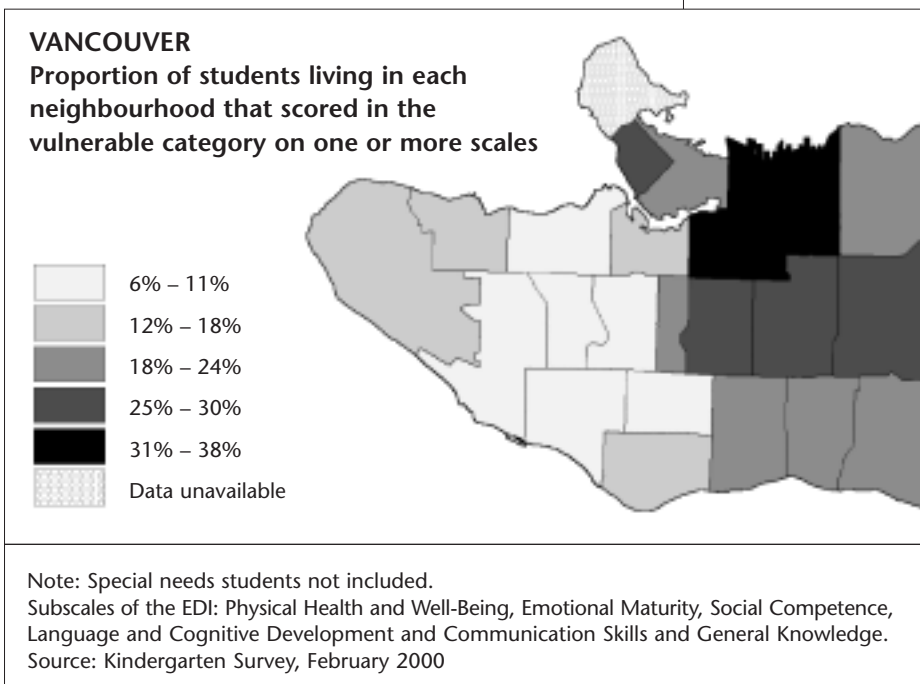 VANCOUVER
Proportion of students living in each
neighbourhood that scored in the
vulnerable category on one or more scales
6% – 11%
12% – 18%
18% – 24%
25% – 30%
31% – 38%
Data unavailable
Note: Special needs students not included.
Subscales of the EDI: Physical Health and Well-Being, Emotional Maturity, Social Competence,
Language and Cognitive Development and Communication Skills and General Knowledge.
Source: Kindergarten Survey, February 2000